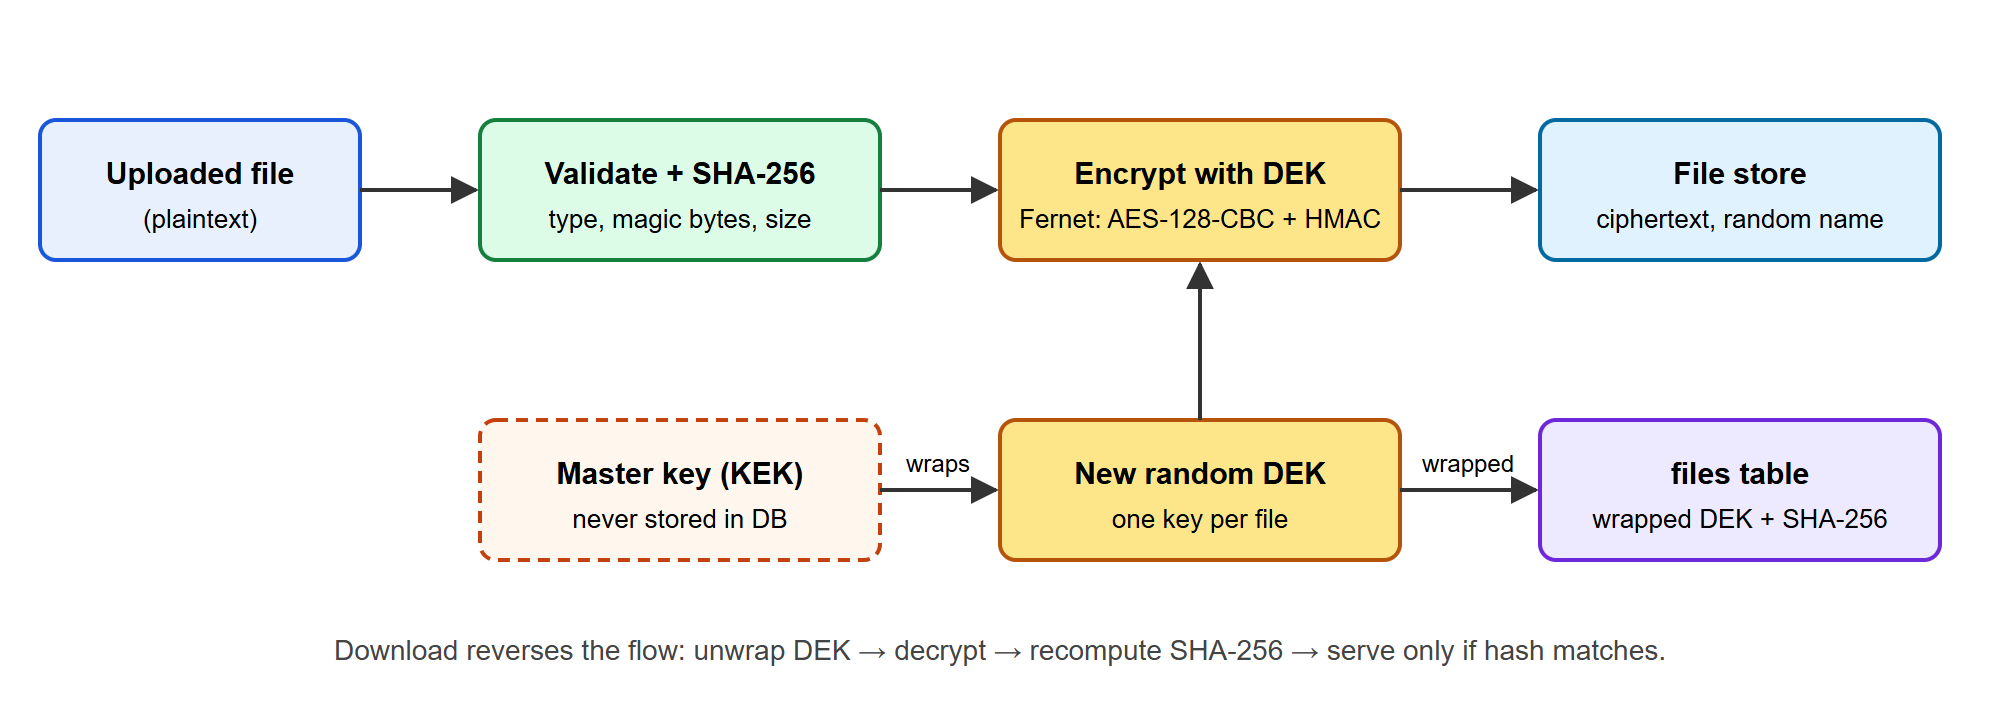 Uploaded file
(plaintext)
Validate + SHA-256
type, magic bytes, size
Encrypt with DEK
Fernet: AES-128-CBC + HMAC
File store
ciphertext, random name
Master key (KEK)
never stored in DB
wraps
New random DEK
one key per file
wrapped
files table
wrapped DEK + SHA-256
Download reverses the flow: unwrap DEK → decrypt → recompute SHA-256 → serve only if hash matches.